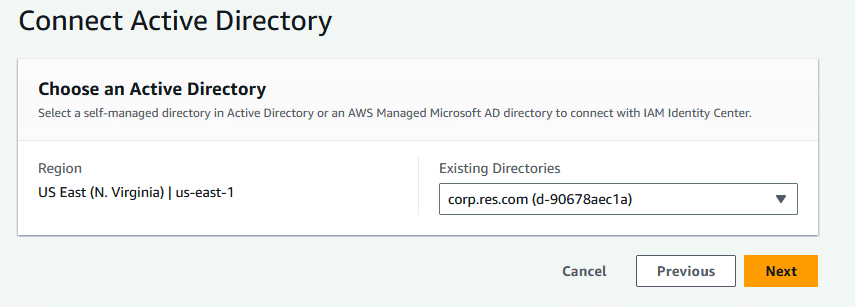 Connect Active Directory
Choose an Active Directory
Select a self-managed directory in Active Directory or an AWS Managed Microsoft AD directory to connect with IAM Identity Center.
Region
US East (N. Virginia) | us-east-1
Existing Directories
corp.res.com (d-90678aec1a)
Cancel
Previous
Next